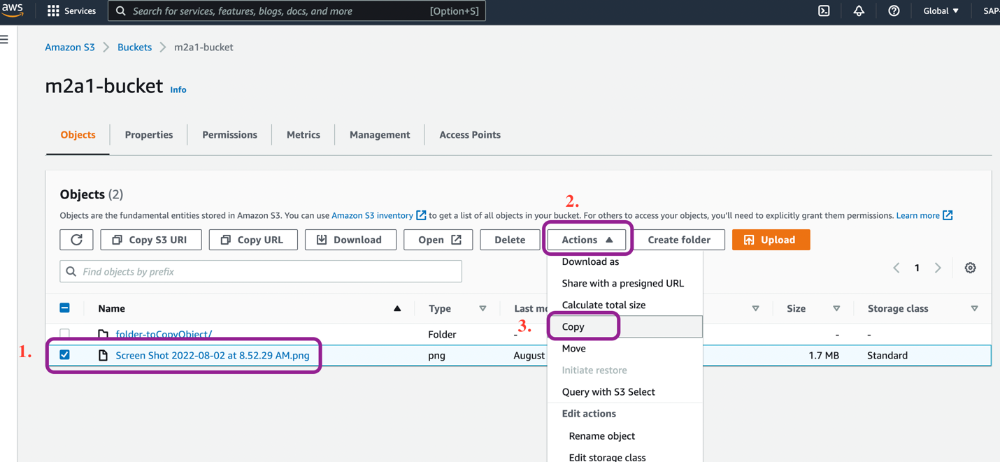 aws Services Search for services, features, blogs, docs, and more [Option+S] Global ▼ SAP-
Amazon S3 > Buckets > m2a1-bucket
m2a1-bucket Info
Objects Properties Permissions Metrics Management Access Points
Objects (2)
2.
Objects are the fundamental entities stored in Amazon S3. You can use Amazon S3 inventory to get a list of all objects in your bucket. For others to access your objects, you'll need to explicitly grant them permissions. Learn more
Copy S3 URI Copy URL Download Open Delete Actions ▲ Create folder Upload
Download as
Find objects by prefix < 1 >
Share with a presigned URL
Calculate total size
Name ▲ Type Last mo Size Storage class
3. Copy
folder-toCopyObject/ Folder - - -
Move
1. Screen Shot 2022-08-02 at 8.52.29 AM.png png August 1.7 MB Standard
Initiate restore
Query with S3 Select
Edit actions
Rename object
Edit storage class